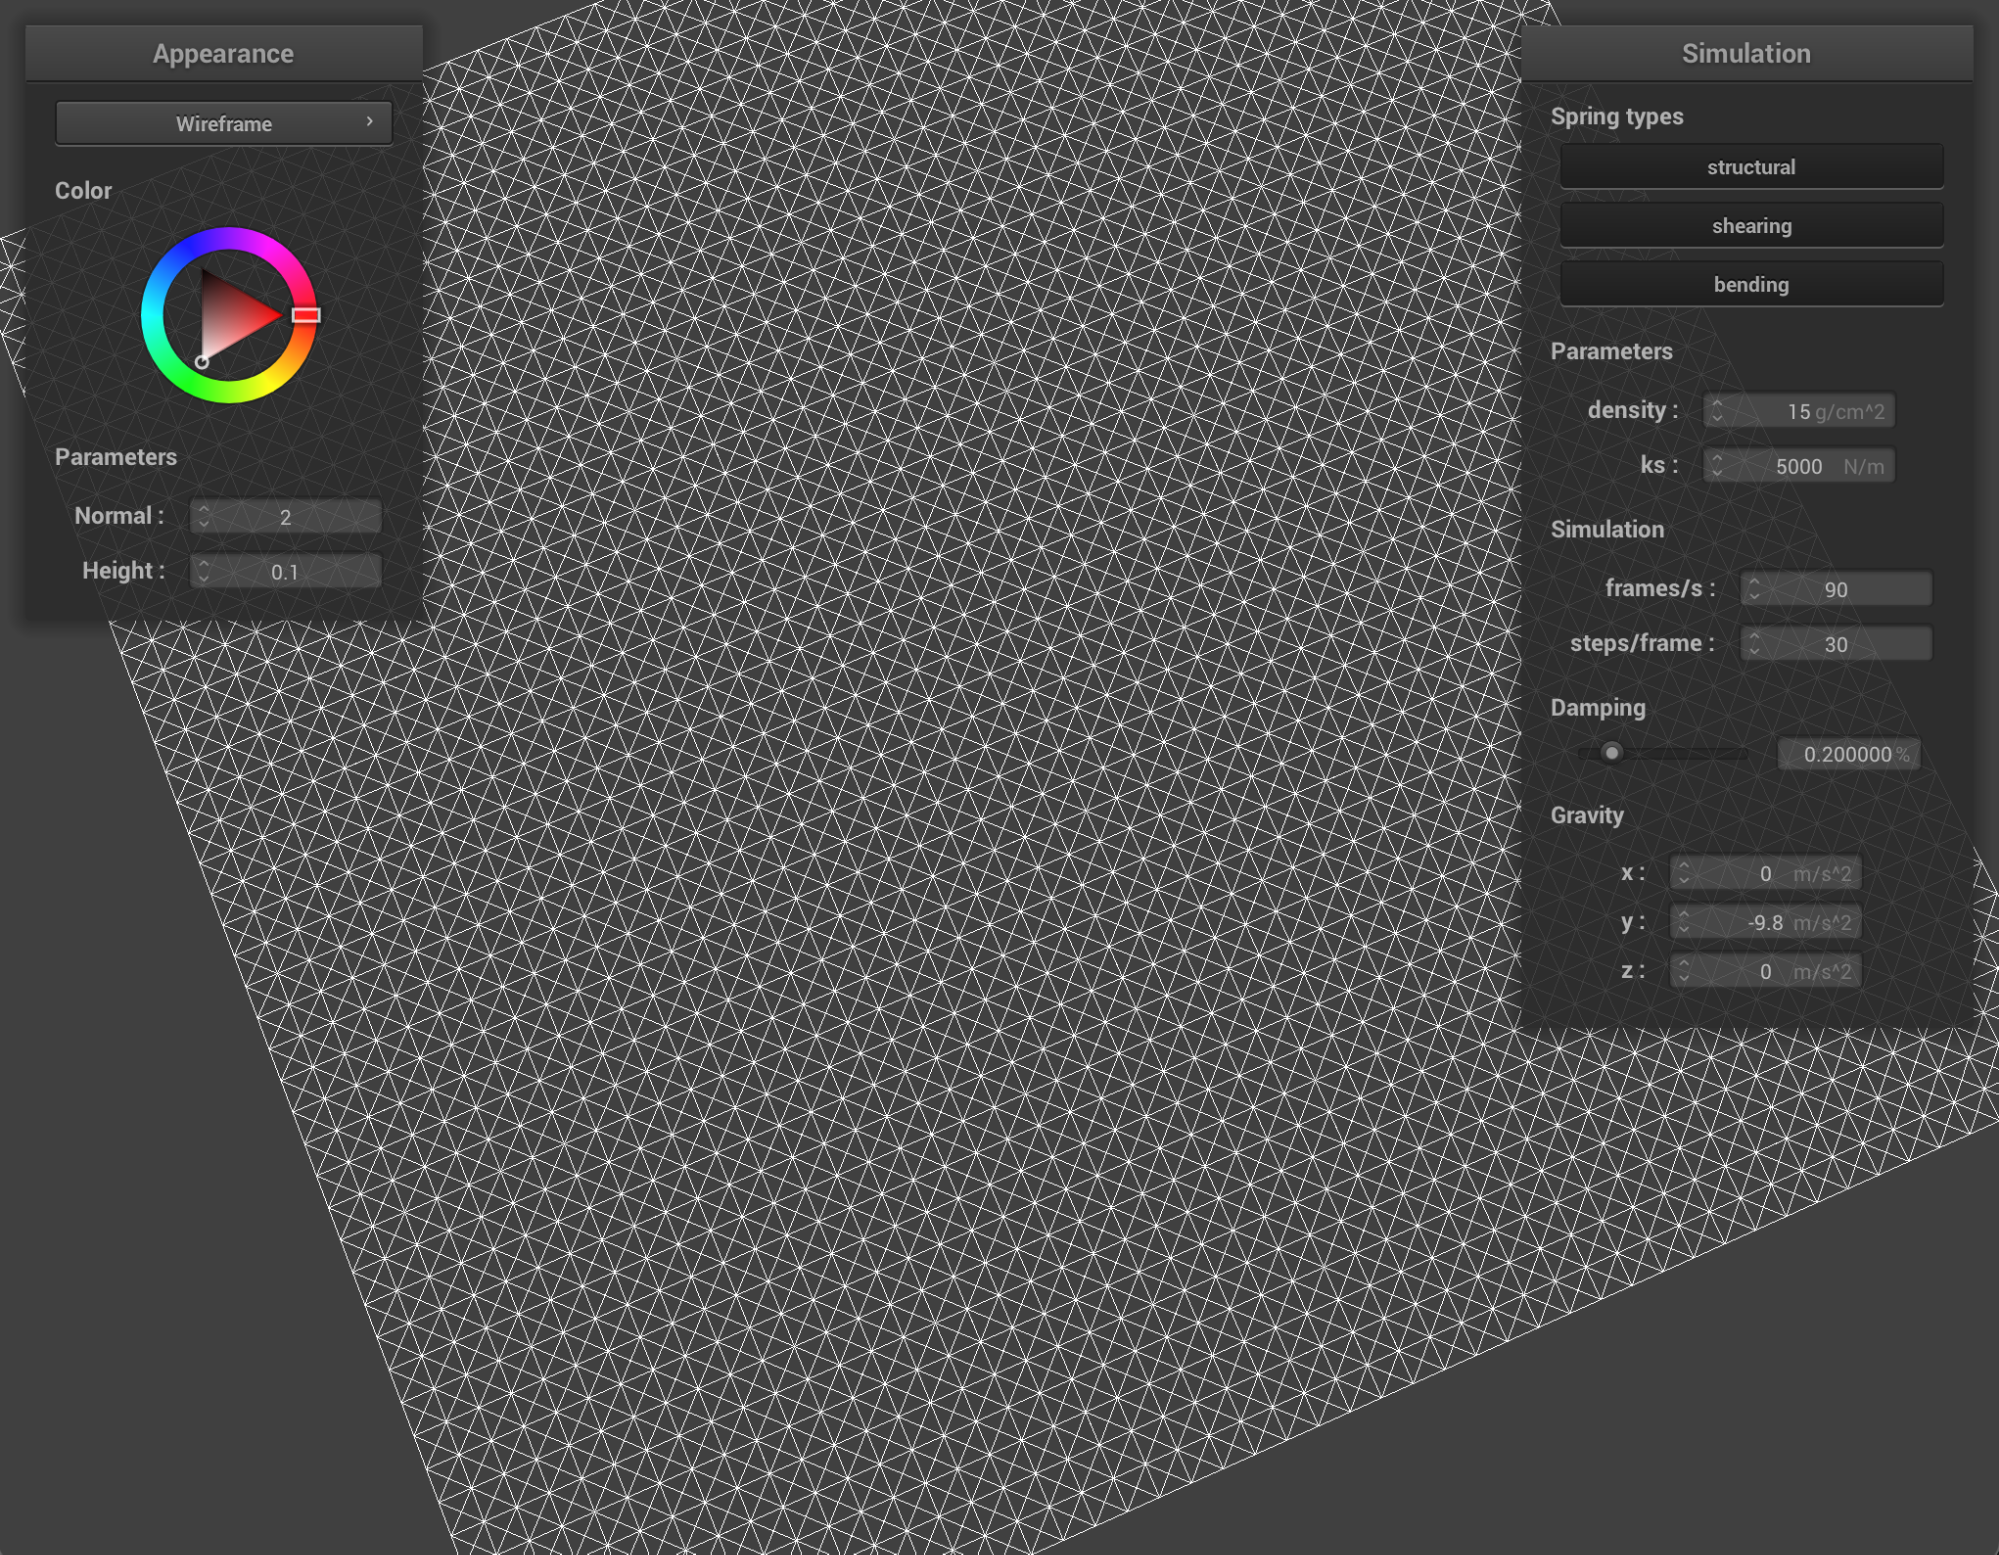 Appearance
Wireframe
Color
Parameters
Normal : 2
Height : 0.1
Simulation
Spring types
structural
shearing
bending
Parameters
density : 15 g/cm^2
ks : 5000 N/m
Simulation
frames/s : 90
steps/frame : 30
Damping
0.200000 %
Gravity
x : 0 m/s^2
y : -9.8 m/s^2
z : 0 m/s^2